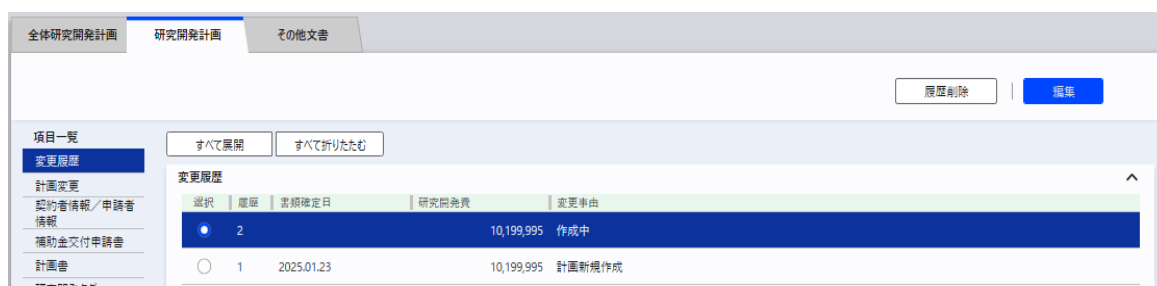 全体研究開発計画 研究開発計画 その他文書
履歴削除 編集
項目一覧
すべて展開 すべて折りたたむ
変更履歴
計画変更
契約者情報／申請者
情報
補助金交付申請書
計画書
変更履歴
選択 履歴 書類確定日 研究開発費 変更事由
2 10,199,995 作成中
1 2025.01.23 10,199,995 計画新規作成